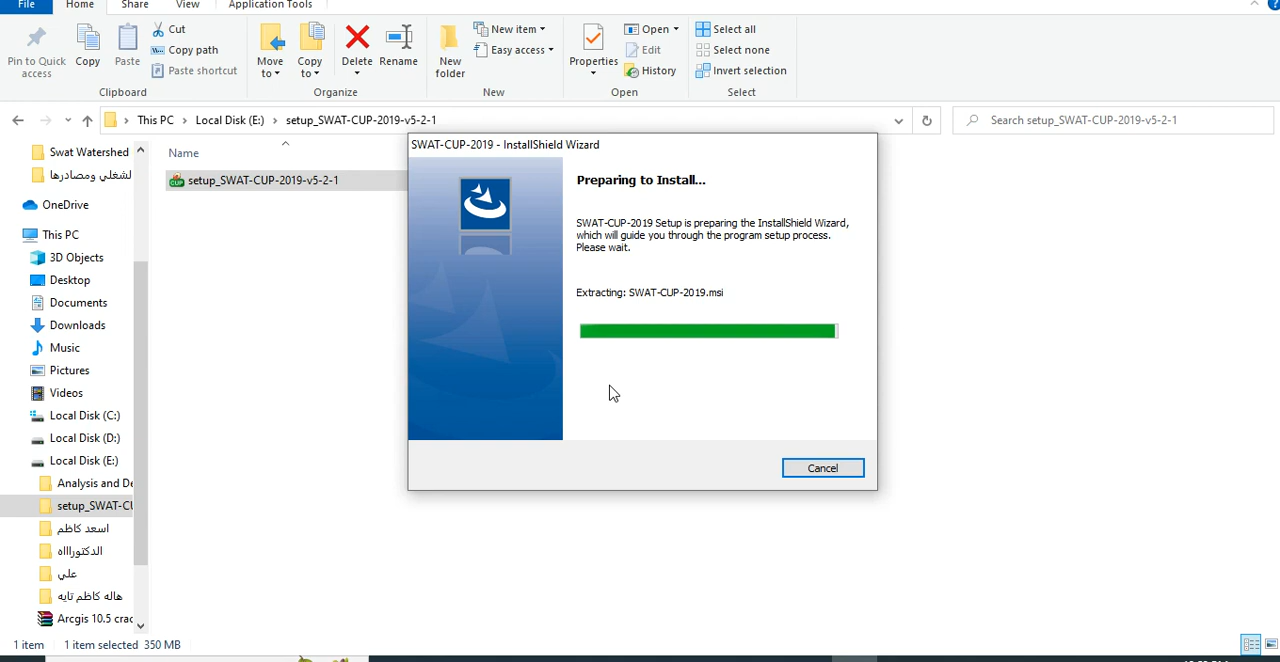 File
Home
Share
View
Application Tools
Pin to Quick
access
Copy
Paste
Cut
Copy path
Paste shortcut
Clipboard
Move
to
Copy
to
Delete
Rename
Organize
New
folder
New item
Easy access
New
Properties
Open
Edit
History
Open
Select all
Select none
Invert selection
Select
This PC > Local Disk (E:) > setup_SWAT-CUP-2019-v5-2-1
Search setup_SWAT-CUP-2019-v5-2-1
Swat Watershed
الشغلي ومصادرها
OneDrive
This PC
3D Objects
Desktop
Documents
Downloads
Music
Pictures
Videos
Local Disk (C:)
Local Disk (D:)
Local Disk (E:)
Analysis and De
setup_SWAT-CU
اسعد كاظم
الدكتورااااه
علي
هاله كاظم تايه
Arcgis 10.5 crac
Name
setup_SWAT-CUP-2019-v5-2-1
SWAT-CUP-2019 - InstallShield Wizard
Preparing to Install...
SWAT-CUP-2019 Setup is preparing the InstallShield Wizard,
which will guide you through the program setup process.
Please wait.
Extracting: SWAT-CUP-2019.msi
Cancel
1 item
1 item selected 350 MB